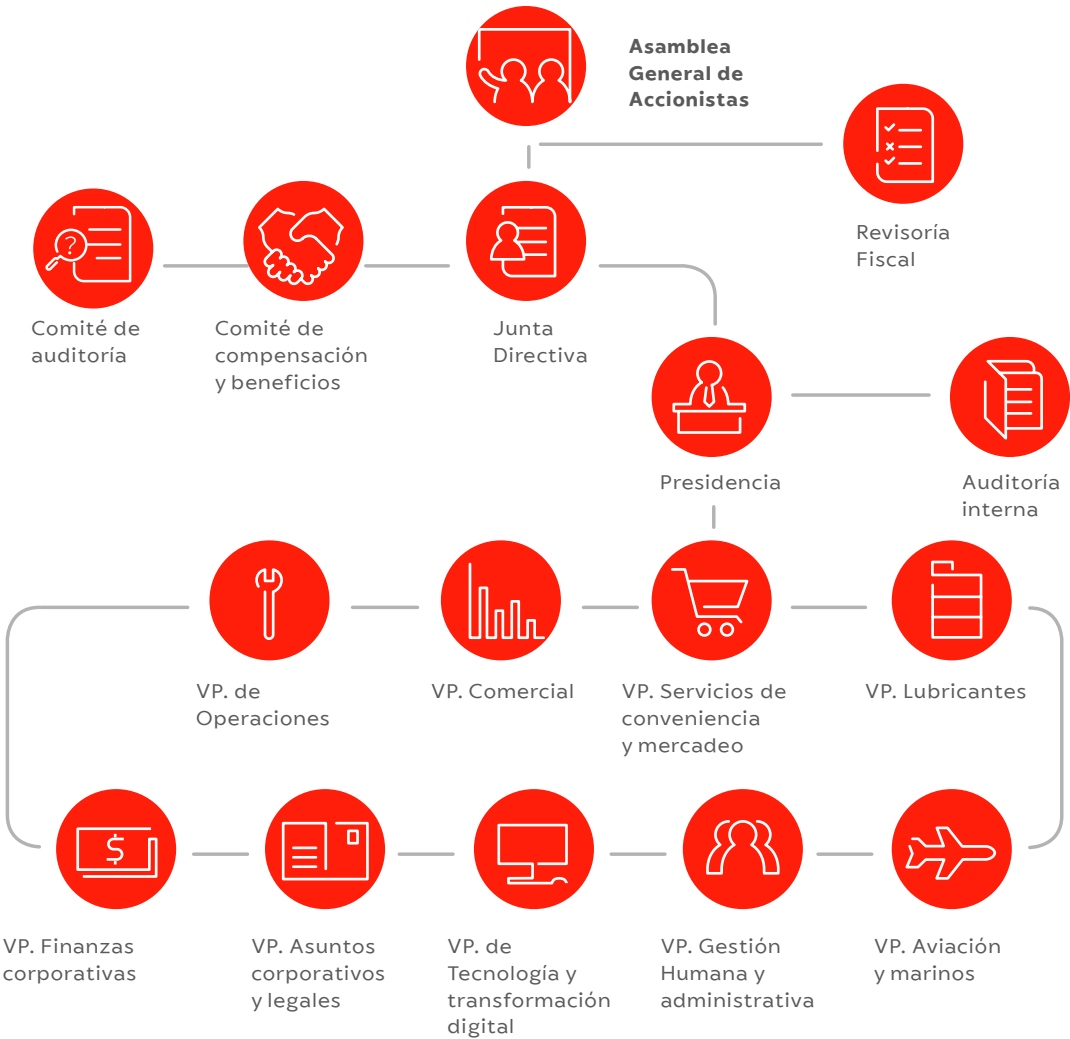 Asamblea
General de
Accionistas
Revisoría
Fiscal
?
Comité de
auditoría
Comité de
compensación
y beneficios
Junta
Directiva
Presidencia
Auditoría
interna
VP. de
Operaciones
VP. Comercial
VP. Servicios de
conveniencia
y mercadeo
VP. Lubricantes
$
VP. Finanzas
corporativas
VP. Asuntos
corporativos
y legales
VP. de
Tecnología y
transformación
digital
VP. Gestión
Humana y
administrativa
VP. Aviación
y marinos